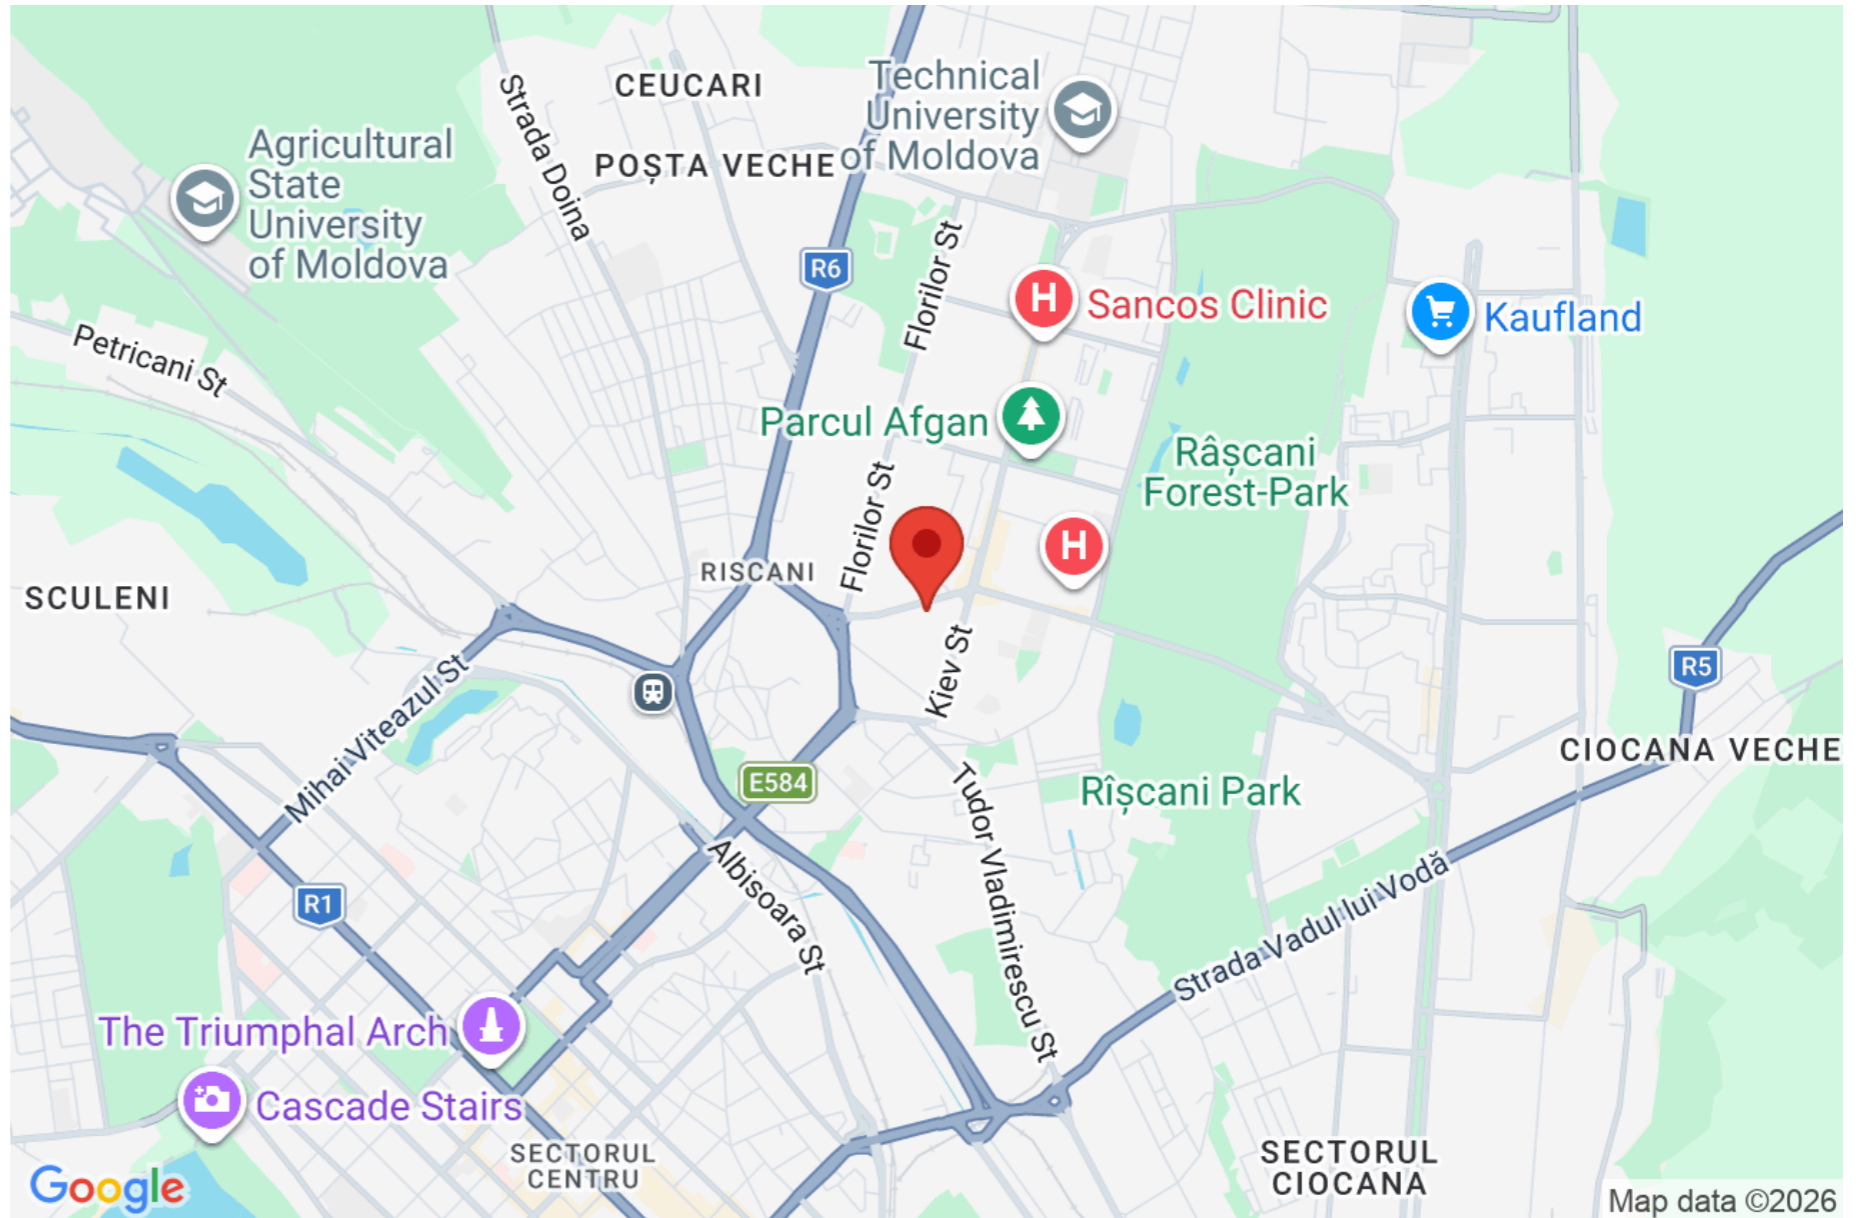 CEUCARI
Technical
University
of Moldova
Strada Doina
Agricultural
State
University
of Moldova
POȘTA VECHE
Florilor St
R6
Sancos Clinic
Kaufland
Petricani St
Parcul Afgan
Râșcani
Forest-Park
Florilor St
RISCANI
SCULENI
Kiev St
Mihai Viteazul St
R5
CIOCANA VECHE
E584
Rîșcani Park
Tudor Vladimirescu St
Albisoara St
Strada Vadul lui Vodă
R1
The Triumphal Arch
Cascade Stairs
SECTORUL
CENTRU
SECTORUL
CIOCANA
Google
Map data ©2026
H
H